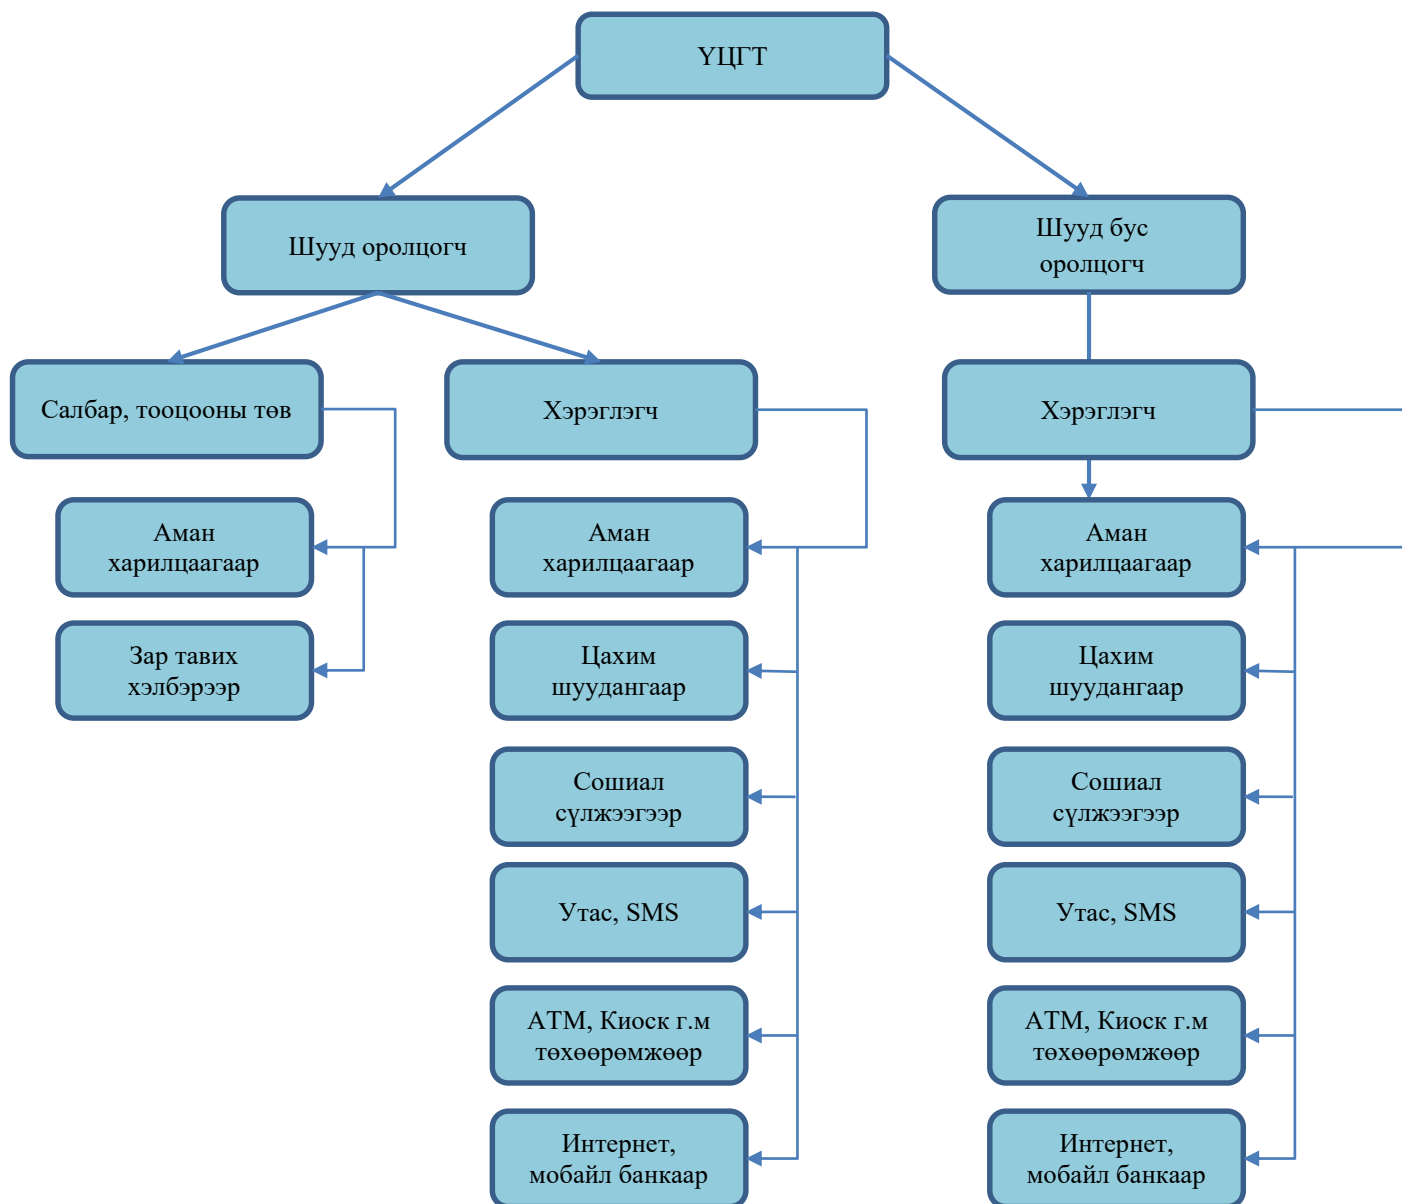 ҮЦГТ
Шууд оролцогч
Шууд бус
оролцогч
Салбар, тооцооны төв
Хэрэглэгч
Хэрэглэгч
Аман
харилцаагаар
Аман
харилцаагаар
Аман
харилцаагаар
Зар тавих
хэлбэрээр
Цахим
шуудангаар
Цахим
шуудангаар
Сошиал
сүлжээгээр
Сошиал
сүлжээгээр
Утас, SMS
Утас, SMS
АТМ, Киоск г.м
төхөөрөмжөөр
АТМ, Киоск г.м
төхөөрөмжөөр
Интернет,
мобайл банкаар
Интернет,
мобайл банкаар